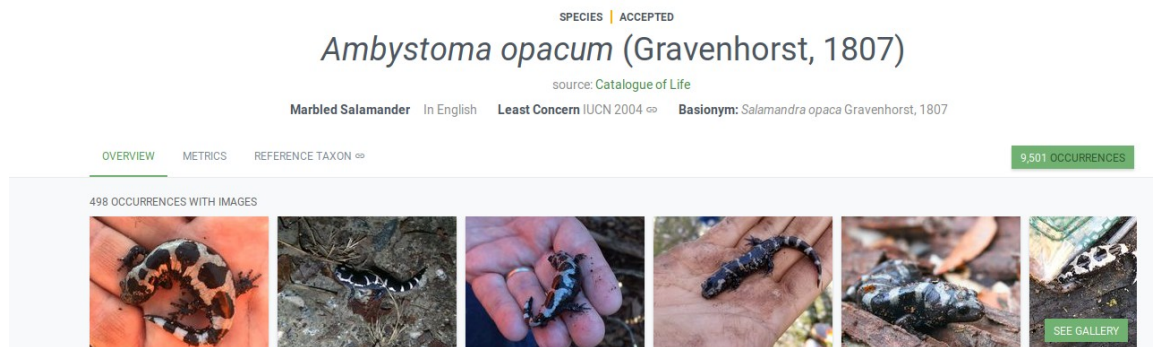 SPECIES | ACCEPTED
Ambystoma opacum (Gravenhorst, 1807)
source: Catalogue of Life
Marbled Salamander In English Least Concern IUCN 2004 Basionym: Salamandra opaca Gravenhorst, 1807
OVERVIEW METRICS REFERENCE TAXON 9,501 OCCURRENCES
498 OCCURRENCES WITH IMAGES
SEE GALLERY